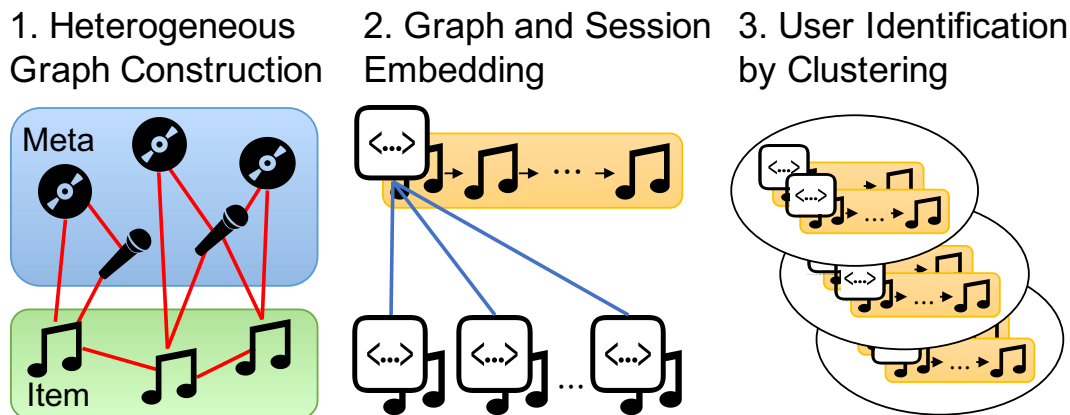 1. Heterogeneous
Graph Construction
2. Graph and Session
Embedding
3. User Identification
by Clustering
Meta
Item
<...>
...
<...>
<...>
...
<...>
<...>
<...>
...
<...>
...
...